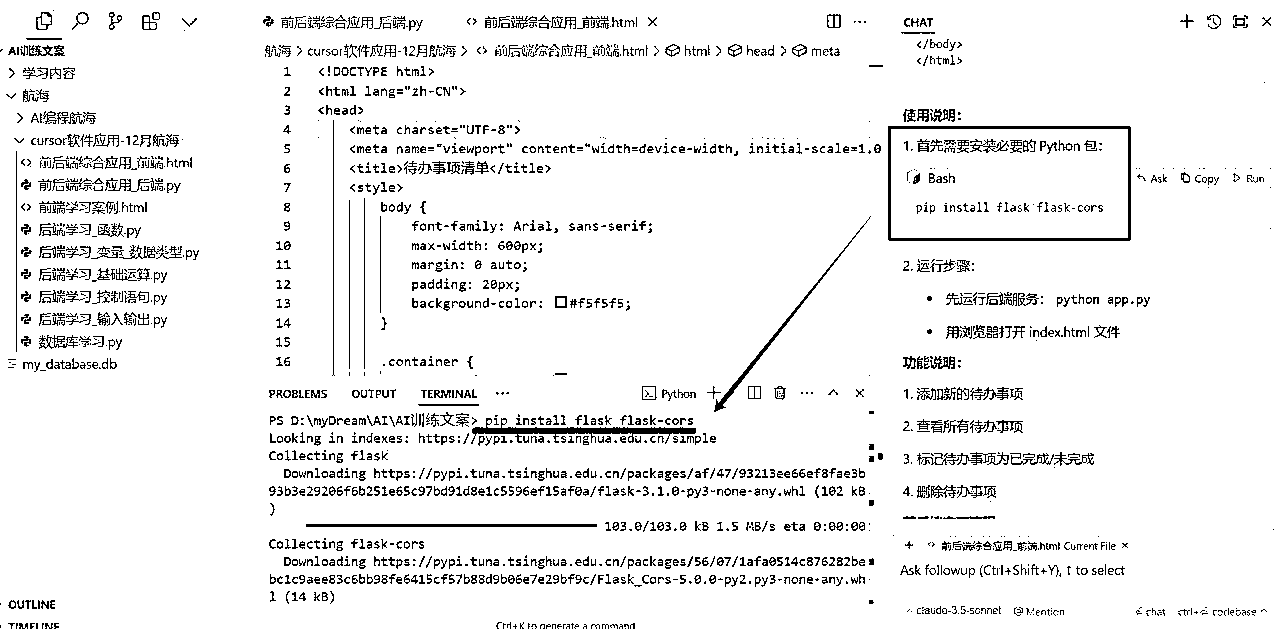 前后端综合应用_后端.py
前后端综合应用_前端.html
AI训练文案
学习内容
航海
AI编程航海
cursor软件应用-12月航海
前后端综合应用_前端.html
前后端综合应用_后端.py
前端学习案例.html
后端学习_函数.py
后端学习_变量_数据类型.py
后端学习_基础运算.py
后端学习_控制语句.py
后端学习_输入输出.py
数据库学习.py
my_database.db
OUTLINE
TIMELINE
航海 > cursor软件应用-12月航海 > 前后端综合应用_前端.html > html > head > meta
1 <!DOCTYPE html>
2 <html lang="zh-CN">
3 <head>
4 <meta charset="UTF-8">
5 <meta name="viewport" content="width=device-width, initial-scale=1.0
6 <title>待办事项清单</title>
7 <style>
8 body {
9 font-family: Arial, sans-serif;
10 max-width: 600px;
11 margin: 0 auto;
12 padding: 20px;
13 background-color: #f5f5f5;
14 }
15
16 .container {
PROBLEMS OUTPUT TERMINAL ··· Python
PS D:\myDream\AI\AI训练文案> pip install flask flask-cors
Looking in indexes: https://pypi.tuna.tsinghua.edu.cn/simple
Collecting flask
Downloading https://pypi.tuna.tsinghua.edu.cn/packages/af/47/93213ee66ef8fae3b
93b3e29206f6b251e65c97bd91d8e1c5596ef15af0a/flask-3.1.0-py3-none-any.whl (102 kB
)
103.0/103.0 kB 1.5 MB/s eta 0:00:00
Collecting flask-cors
Downloading https://pypi.tuna.tsinghua.edu.cn/packages/56/07/1afa0514c876282be
bc1c9aee83c6bb98fe6415cf57b88d9b06e7e29bf9c/Flask_Cors-5.0.0-py2.py3-none-any.wh
l (14 kB)
Ctrl+K to generate a command
CHAT
</body>
</html>
使用说明：
1. 首先需要安装必要的 Python 包：
Bash
Ask Copy Run
pip install flask flask-cors
2. 运行步骤：
• 先运行后端服务： python app.py
• 用浏览器打开 index.html 文件
功能说明：
1. 添加新的待办事项
2. 查看所有待办事项
3. 标记待办事项为已完成/未完成
4. 删除待办事项
前后端综合应用_前端.html Current File
Ask followup (Ctrl+Shift+Y), ↑ to select
claude-3.5-sonnet @ Mention chat ctrl+ codebase